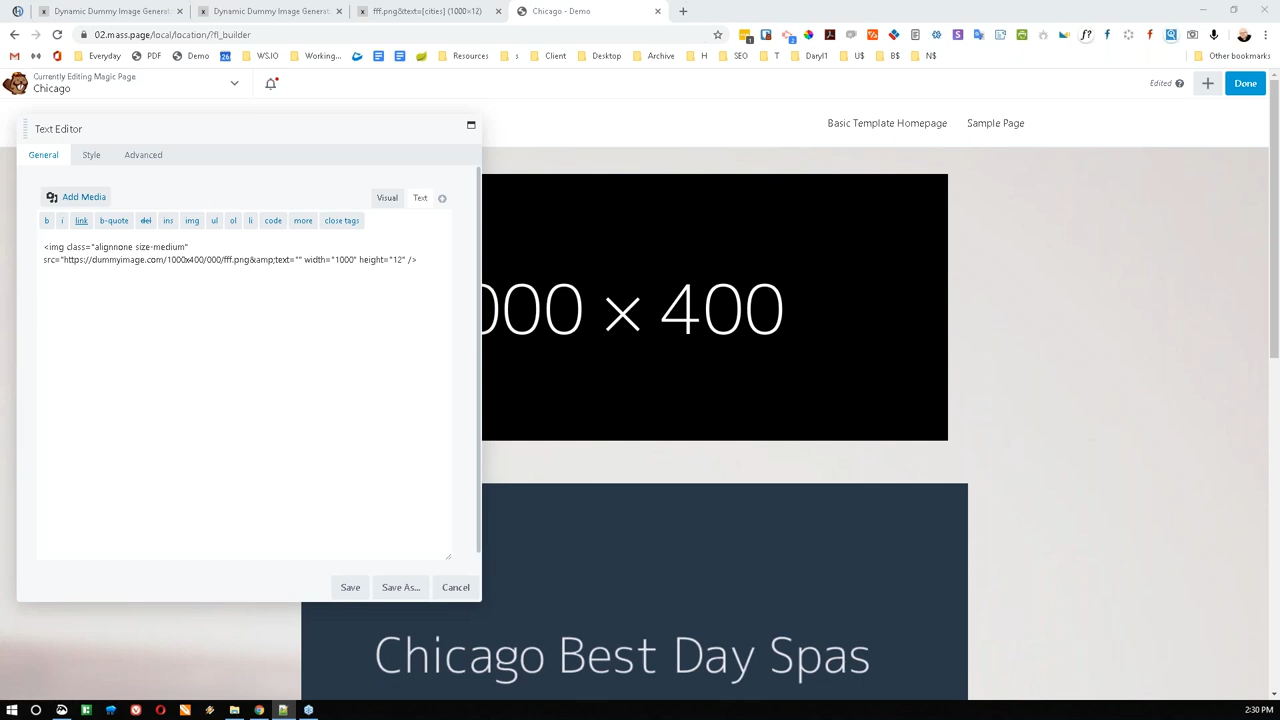 Dynamic Dummy Image Generat
Dynamic Dummy Image Generat
fff.png&text=[cities] (1000×12)
Chicago - Demo
02.mass.page/local/location/?fl_builder
PDF
Demo
26
WS.IO
Working...
Resources
s
Client
Desktop
Archive
H
SEO
T
Daryl1
U$
B$
N$
Other bookmarks
Currently Editing Magic Page
Chicago
Edited
Done
Text Editor
Basic Template Homepage
Sample Page
General
Style
Advanced
Add Media
Visual
Text
b
i
link
b-quote
del
ins
img
ul
ol
li
code
more
close tags
<img class="alignnone size-medium"
src="https://dummyimage.com/1000x400/000/fff.png&amp;text="" width="1000" height="12" />
000 × 400
Save
Save As...
Cancel
Chicago Best Day Spas
2:30 PM